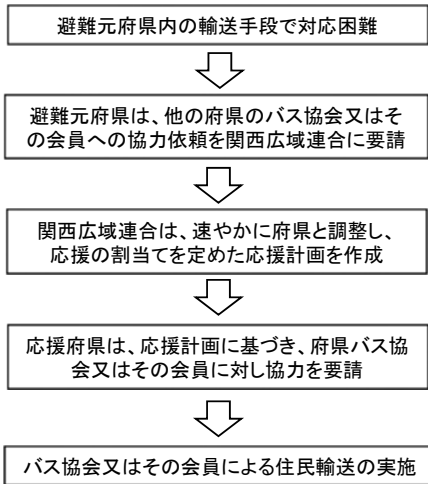 避難元府県内の輸送手段で対応困難
避難元府県は、他の府県のバス協会又はそ
の会員への協力依頼を関西広域連合に要請
関西広域連合は、速やかに府県と調整し、
応援の割当てを定めた応援計画を作成
応援府県は、応援計画に基づき、府県バス協
会又はその会員に対し協力を要請
バス協会又はその会員による住民輸送の実施